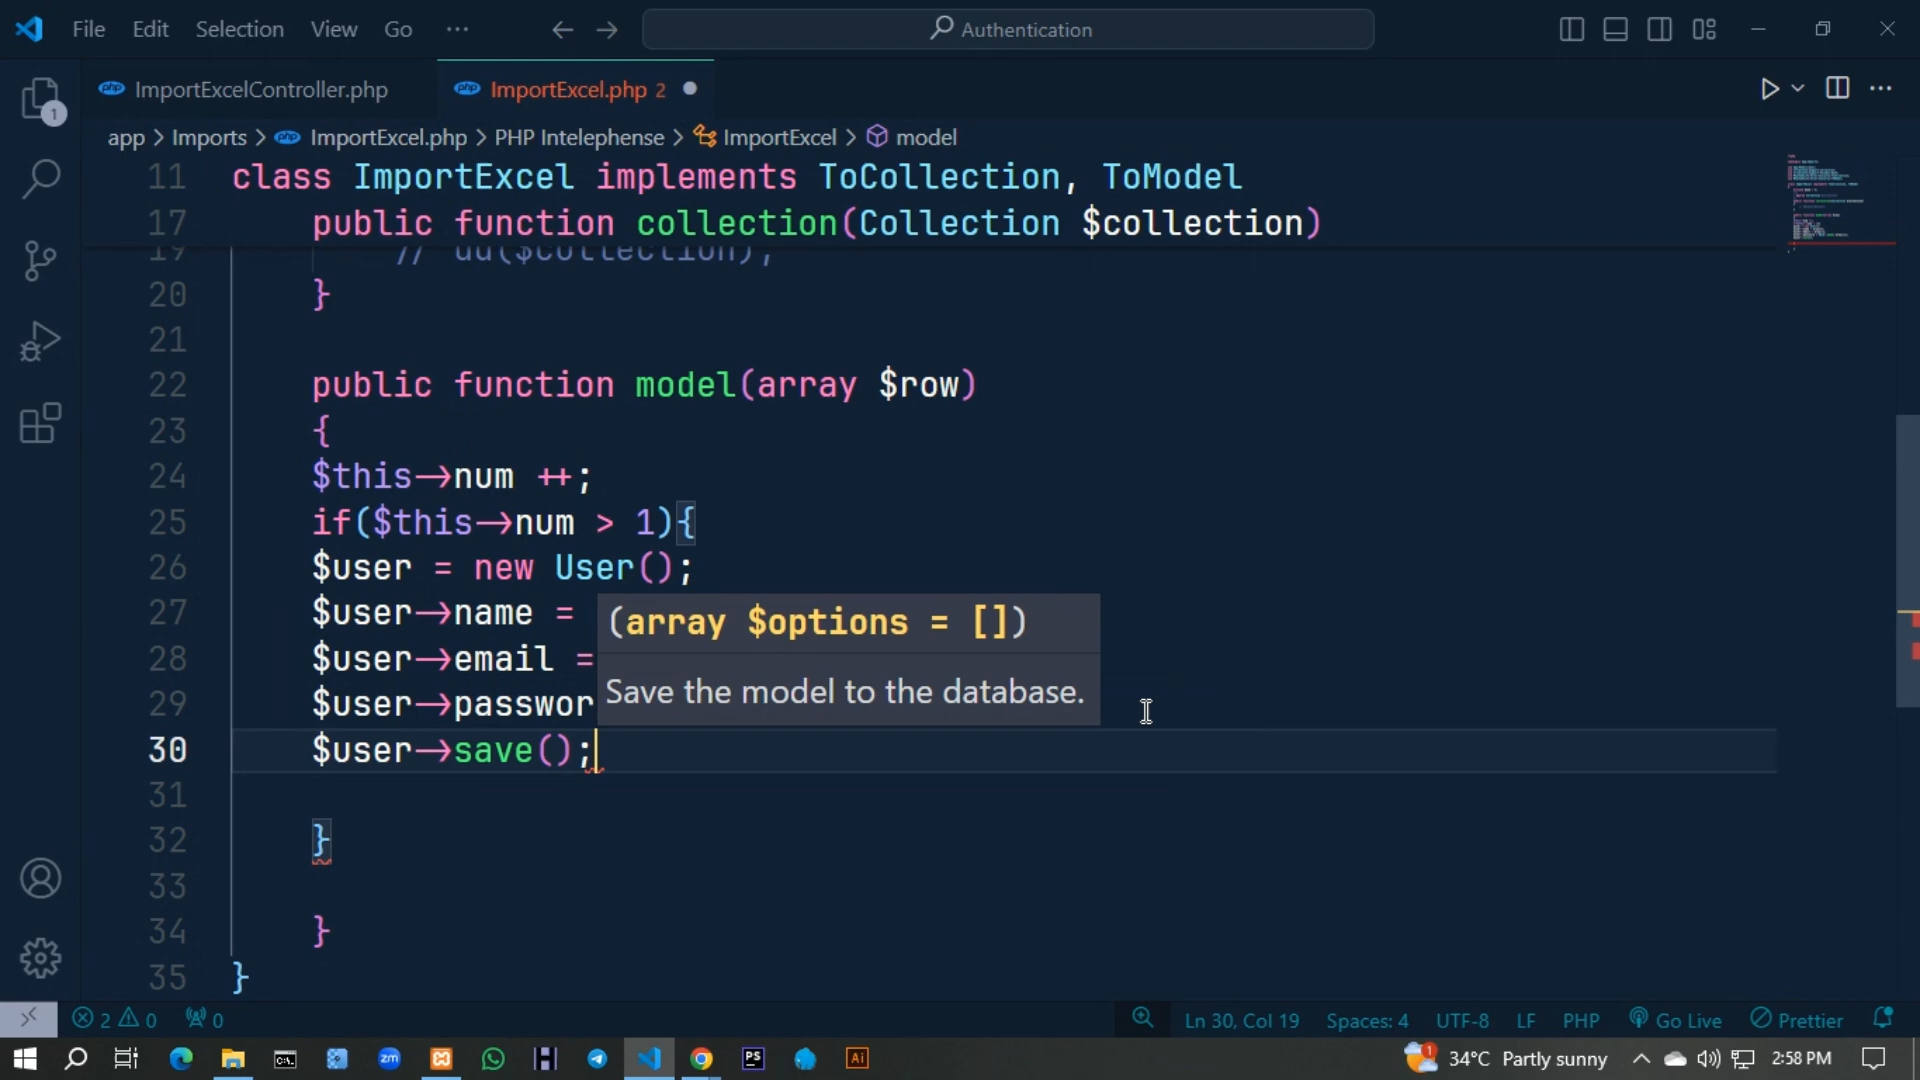 File Edit Selection View Go ··· Authentication
ImportExcelController.php ImportExcel.php 2
app > Imports > ImportExcel.php > PHP Intelephense > ImportExcel > model
11 class ImportExcel implements ToCollection, ToModel
17 public function collection(Collection $collection)
19 // dd($collection);
20 }
21
22 public function model(array $row)
23 {
24 $this->num ++;
25 if($this->num > 1){
26 $user = new User();
27 $user->name =
(array $options = [])
28 $user->email =
Save the model to the database.
29 $user->passwor
30 $user->save();
31
32 }
33
34 }
35 }
2 0 0 Ln 30, Col 19 Spaces: 4 UTF-8 LF PHP Go Live Prettier
34°C Partly sunny 2:58 PM